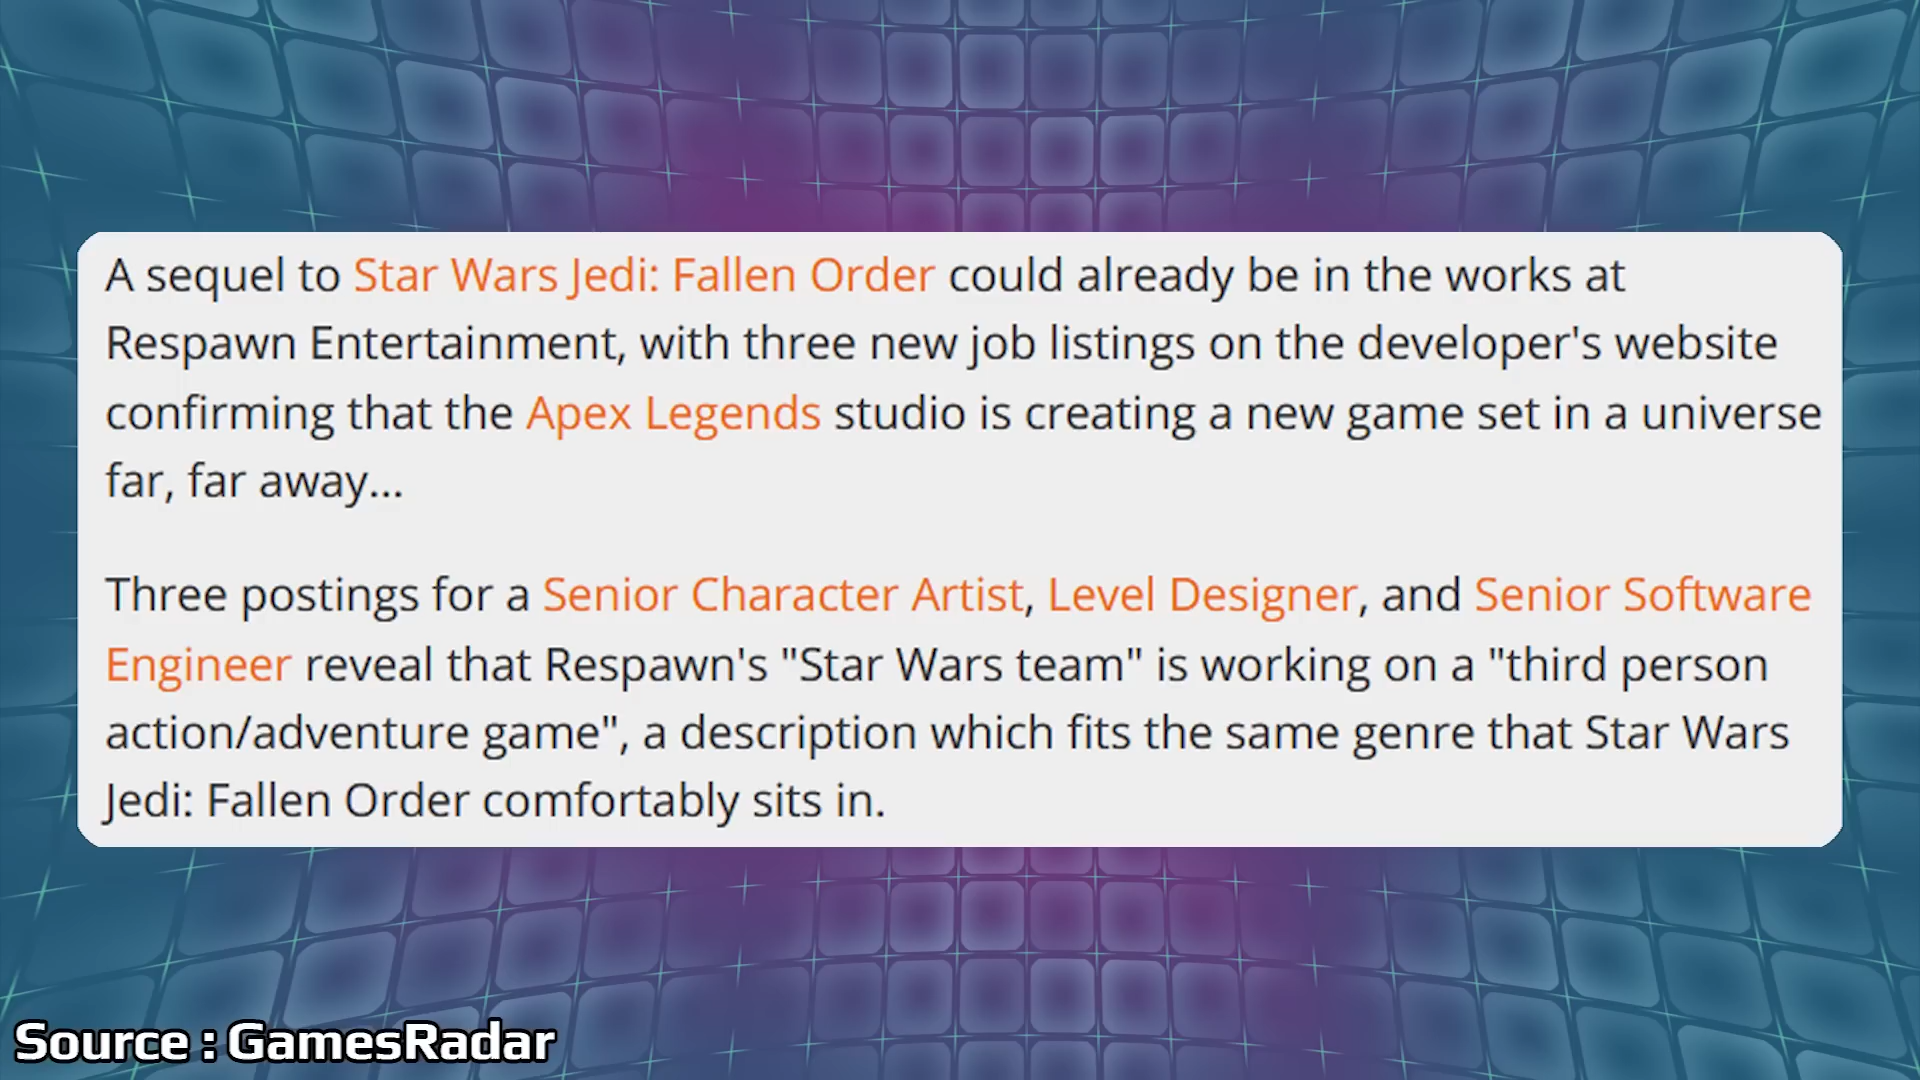 A sequel to Star Wars Jedi: Fallen Order could already be in the works at
Respawn Entertainment, with three new job listings on the developer's website
confirming that the Apex Legends studio is creating a new game set in a universe
far, far away...
Three postings for a Senior Character Artist, Level Designer, and Senior Software
Engineer reveal that Respawn's "Star Wars team" is working on a "third person
action/adventure game", a description which fits the same genre that Star Wars
Jedi: Fallen Order comfortably sits in.
Source : GamesRadar